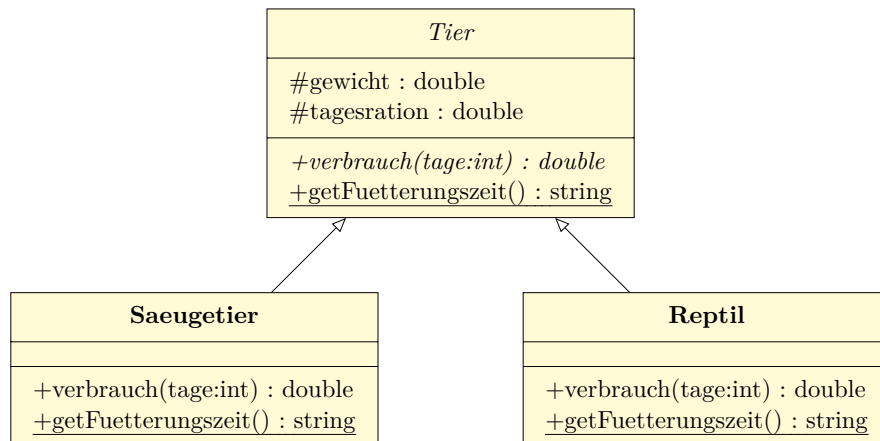 Tier
#gewicht : double
#tagesration : double
+verbrauch(tage:int) : double
+getFuetterungszeit() : string
Saeugetier
+verbrauch(tage:int) : double
+getFuetterungszeit() : string
Reptil
+verbrauch(tage:int) : double
+getFuetterungszeit() : string